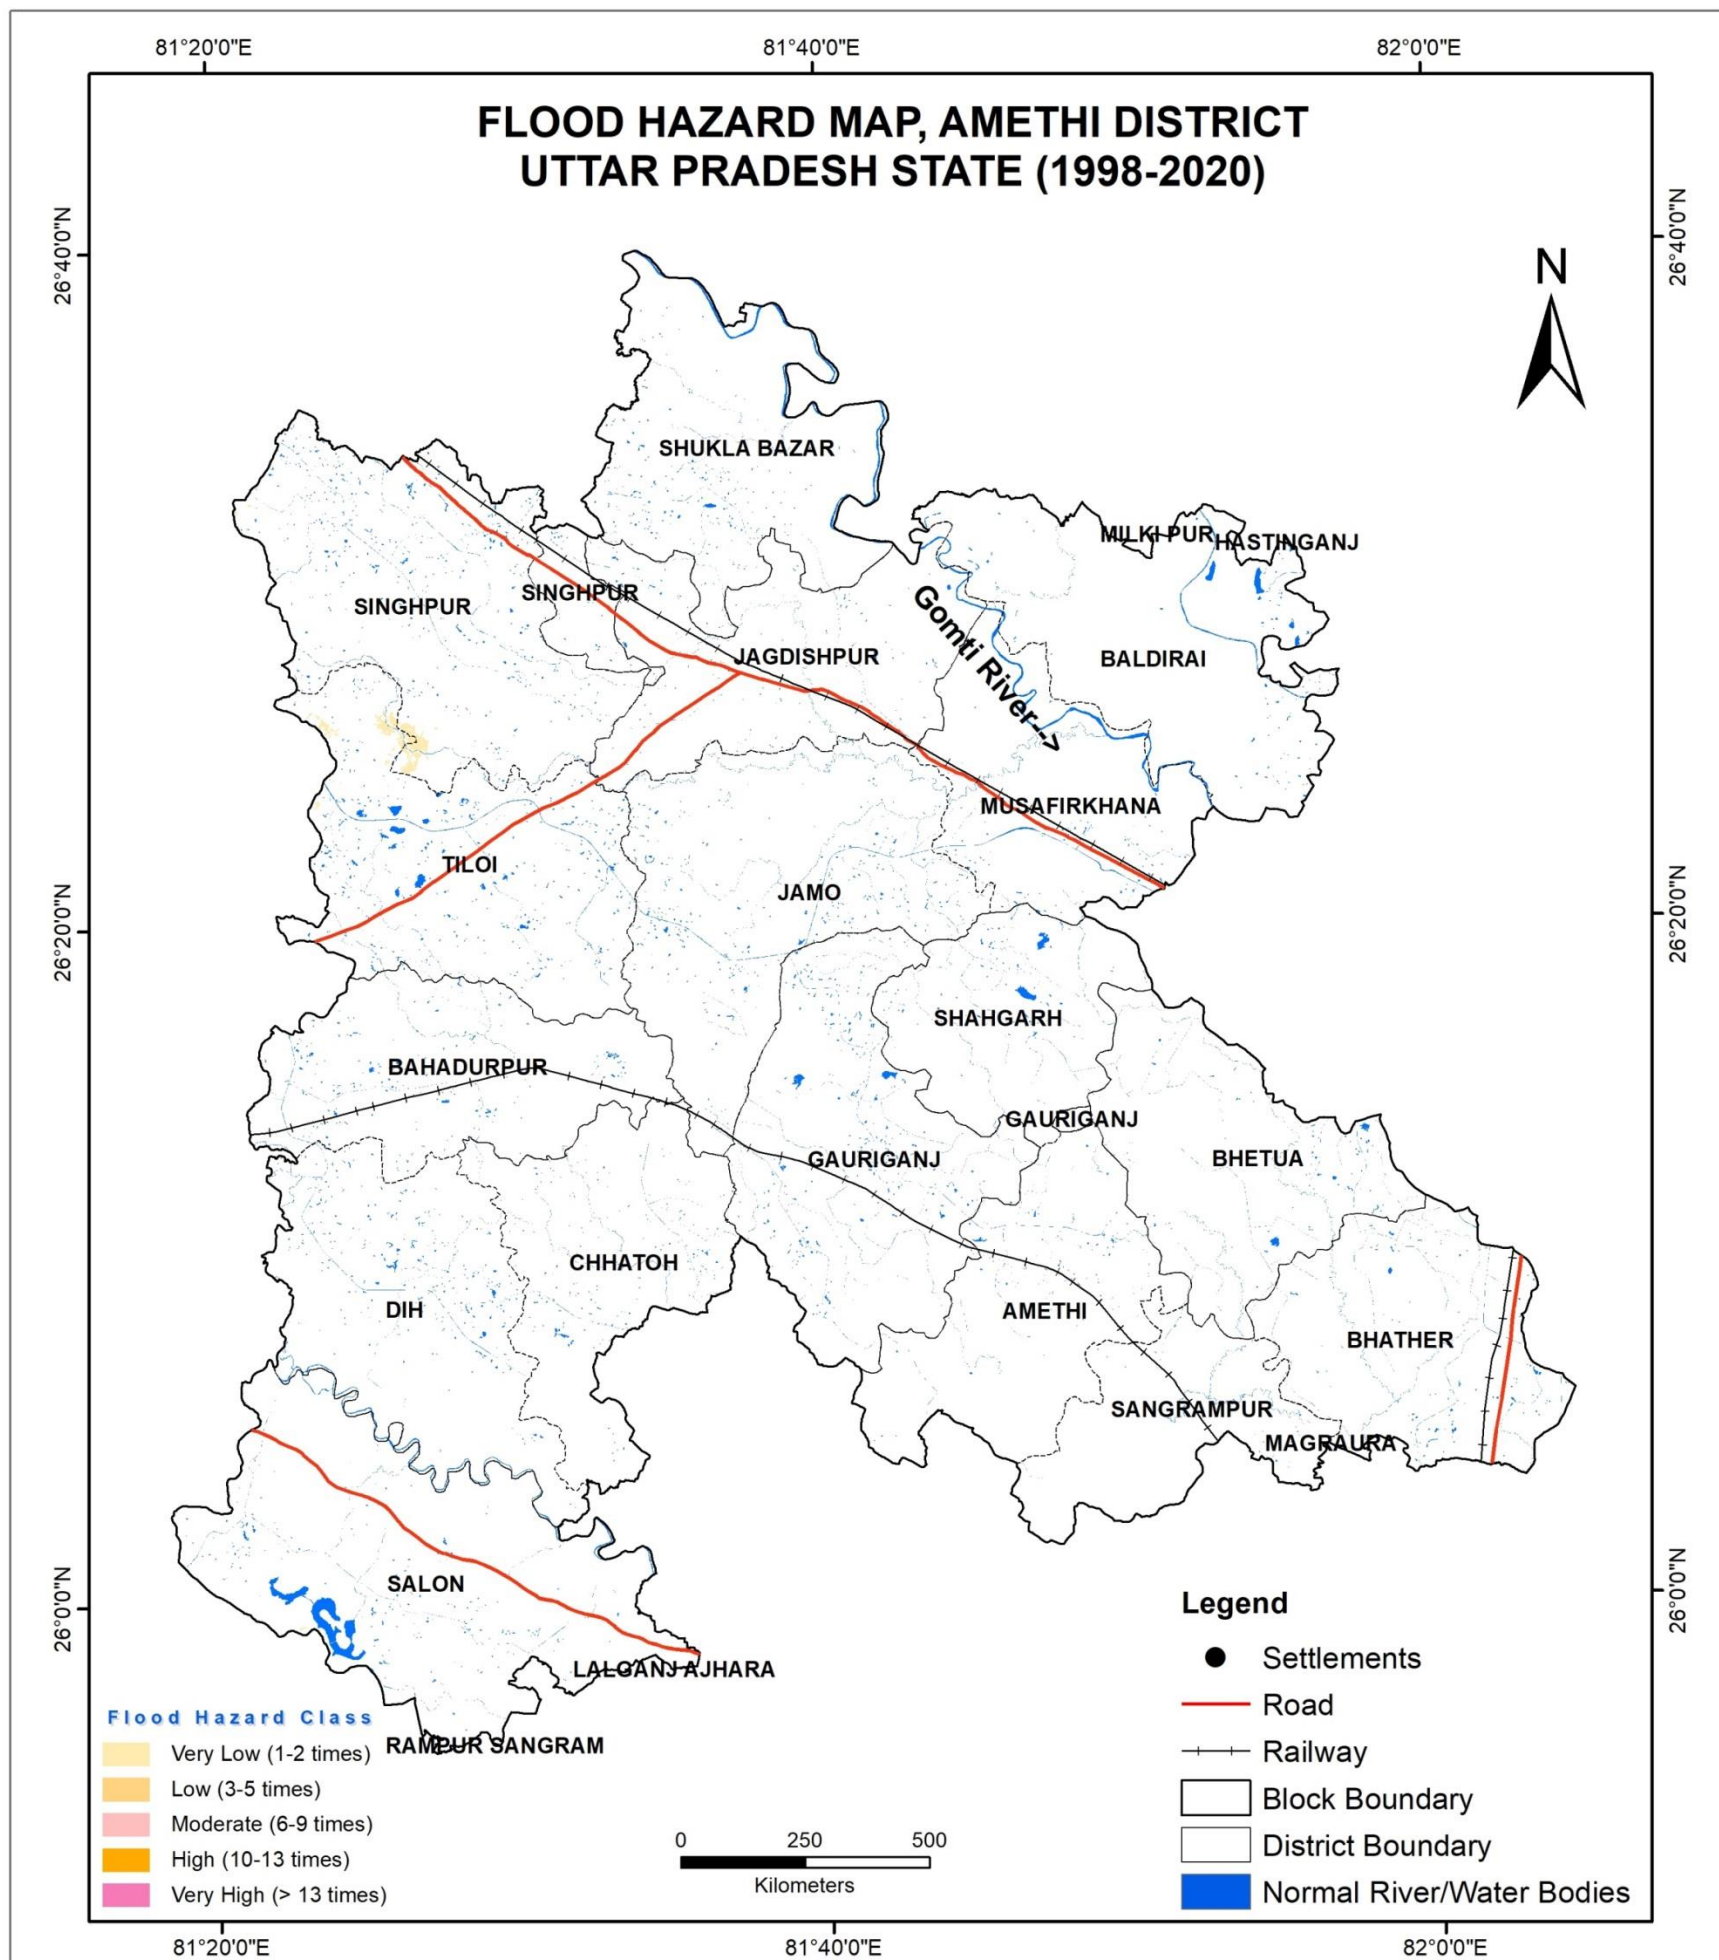 81°20'0"E
81°40'0"E
82°0'0"E
FLOOD HAZARD MAP, AMETHI DISTRICT
UTTAR PRADESH STATE (1998-2020)
26°40'0"N
26°40'0"N
N
SHUKLA BAZAR
MILKI PUR
HASTINGANJ
SINGHPUR
SINGHPUR
Gomti River-->
JAGDISHPUR
BALDIRAI
MUSAFIRKHANA
TILOI
JAMO
26°20'0"N
26°20'0"N
SHAHGARH
BAHADURPUR
GAURIGANJ
GAURIGANJ
BHETUA
CHHATOH
DIH
AMETHI
BHATHER
SANGRAMPUR
MAGRAURA
SALON
26°0'0"N
26°0'0"N
LALGANJ AJHARA
RAMPUR SANGRAM
Flood Hazard Class
Very Low (1-2 times)
Low (3-5 times)
Moderate (6-9 times)
High (10-13 times)
Very High (> 13 times)
0 250 500
Kilometers
Legend
Settlements
Road
Railway
Block Boundary
District Boundary
Normal River/Water Bodies
81°20'0"E
81°40'0"E
82°0'0"E